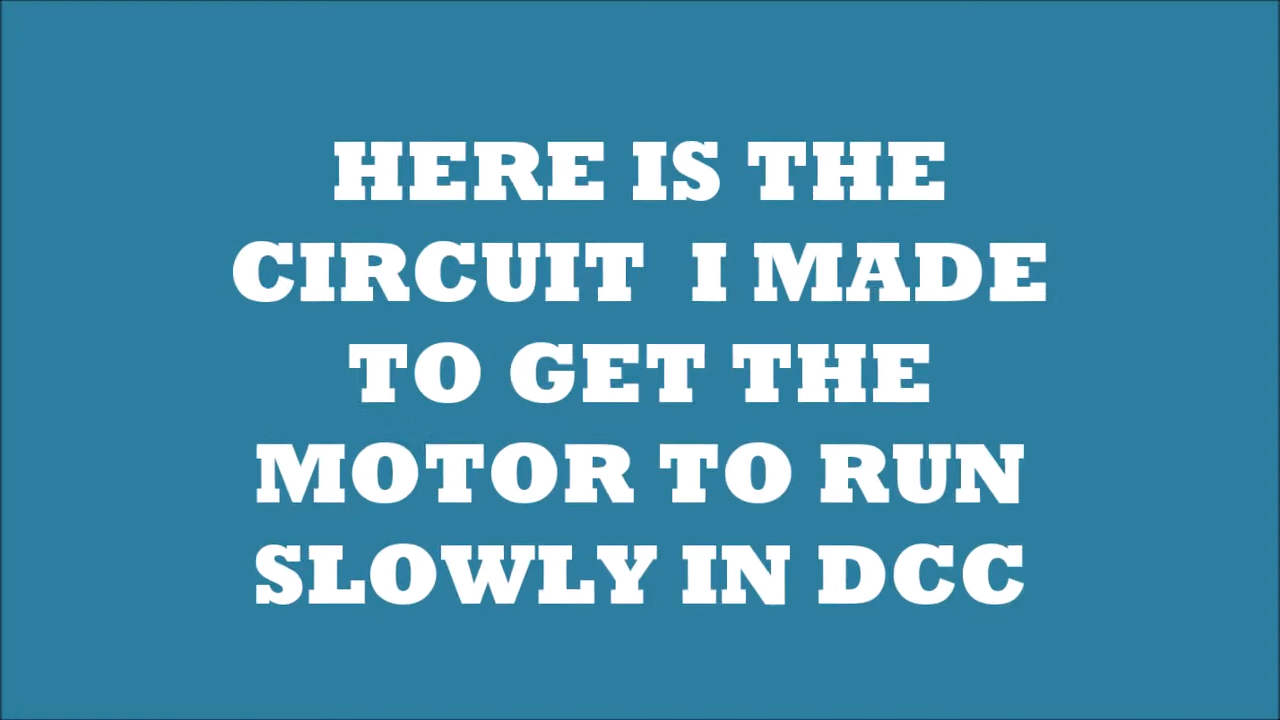 HERE IS THE
CIRCUIT  I MADE
TO GET THE
MOTOR TO RUN
SLOWLY IN DCC